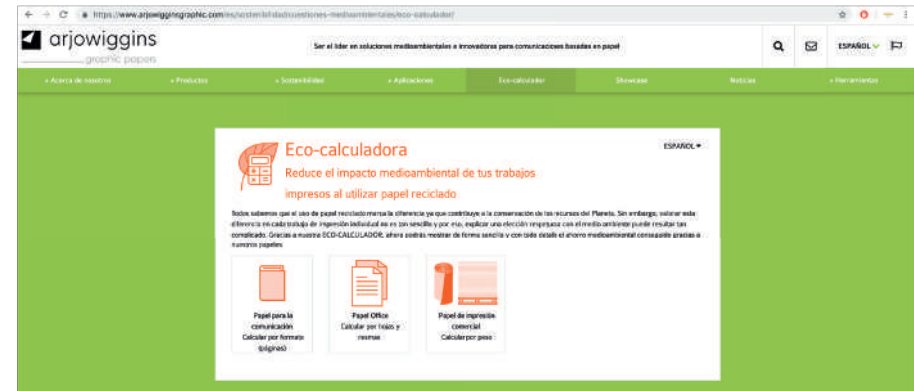 https://www.arjowigginsgraphic.com/es/sostenibilidad/cuestiones-medioambientales/eco-calculador/
arjowiggins
graphic papers
Ser el líder en soluciones medioambientales e innovadoras para comunicaciones basadas en papel
ESPAÑOL
+ Acerca de nosotros + Productos + Sostenibilidad + Aplicaciones Eco-calculador Showcase Noticias + Herramientas
Eco-calculadora
ESPAÑOL
Reduce el impacto medioambiental de tus trabajos
impresos al utilizar papel reciclado
Todos sabemos que el uso de papel reciclado marca la diferencia ya que contribuye a la conservación de los recursos del Planeta. Sin embargo, valorar esta
diferencia en cada trabajo de impresión individual no es tan sencillo y por eso, explicar una elección respetuosa con el medio ambiente puede resultar tan
complicado. Gracias a nuestra ECO-CALCULADOR, ahora podrás mostrar de forma sencilla y con todo detalle el ahorro medioambiental conseguido gracias a
nuestros papeles
Papel para la
comunicación
Calcular por formato
(páginas)
Papel Office
Calcular por hojas y
resmas
Papel de impresión
comercial
Calcular por peso